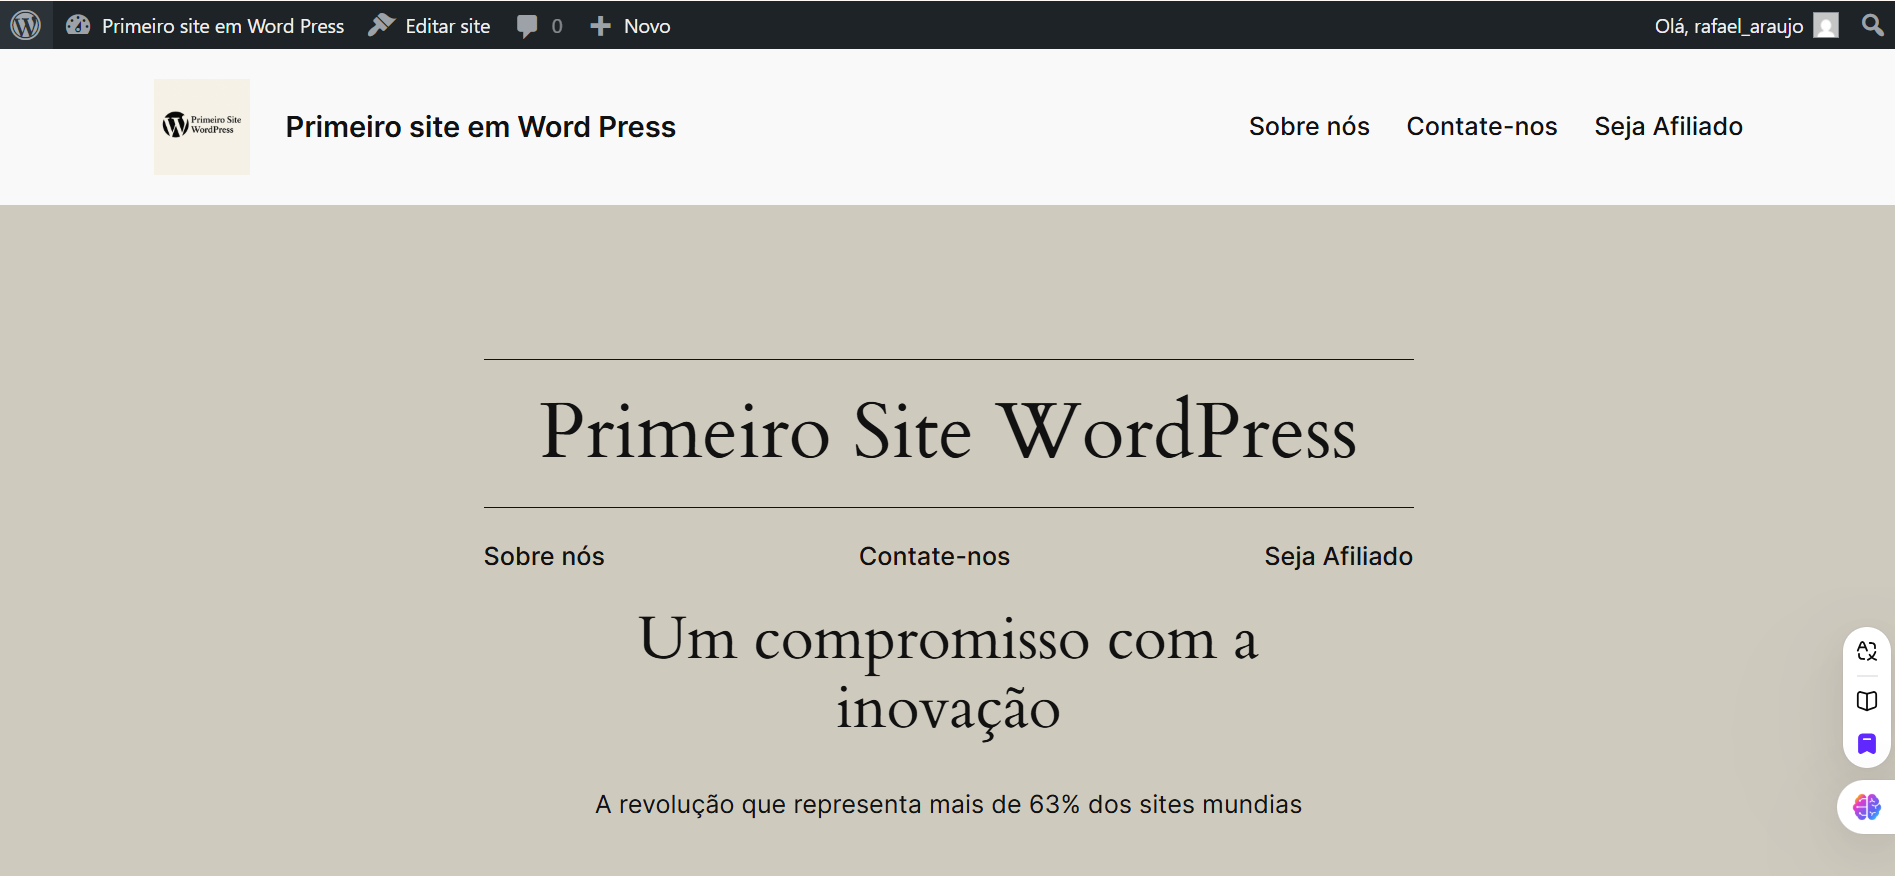 Primeiro site em Word Press Editar site 0 Novo Olá, rafael_araujo
Primeiro Site
WordPress
Primeiro site em Word Press
Sobre nós Contate-nos Seja Afiliado
Primeiro Site WordPress
Sobre nós Contate-nos Seja Afiliado
Um compromisso com a
inovação
A revolução que representa mais de 63% dos sites mundias